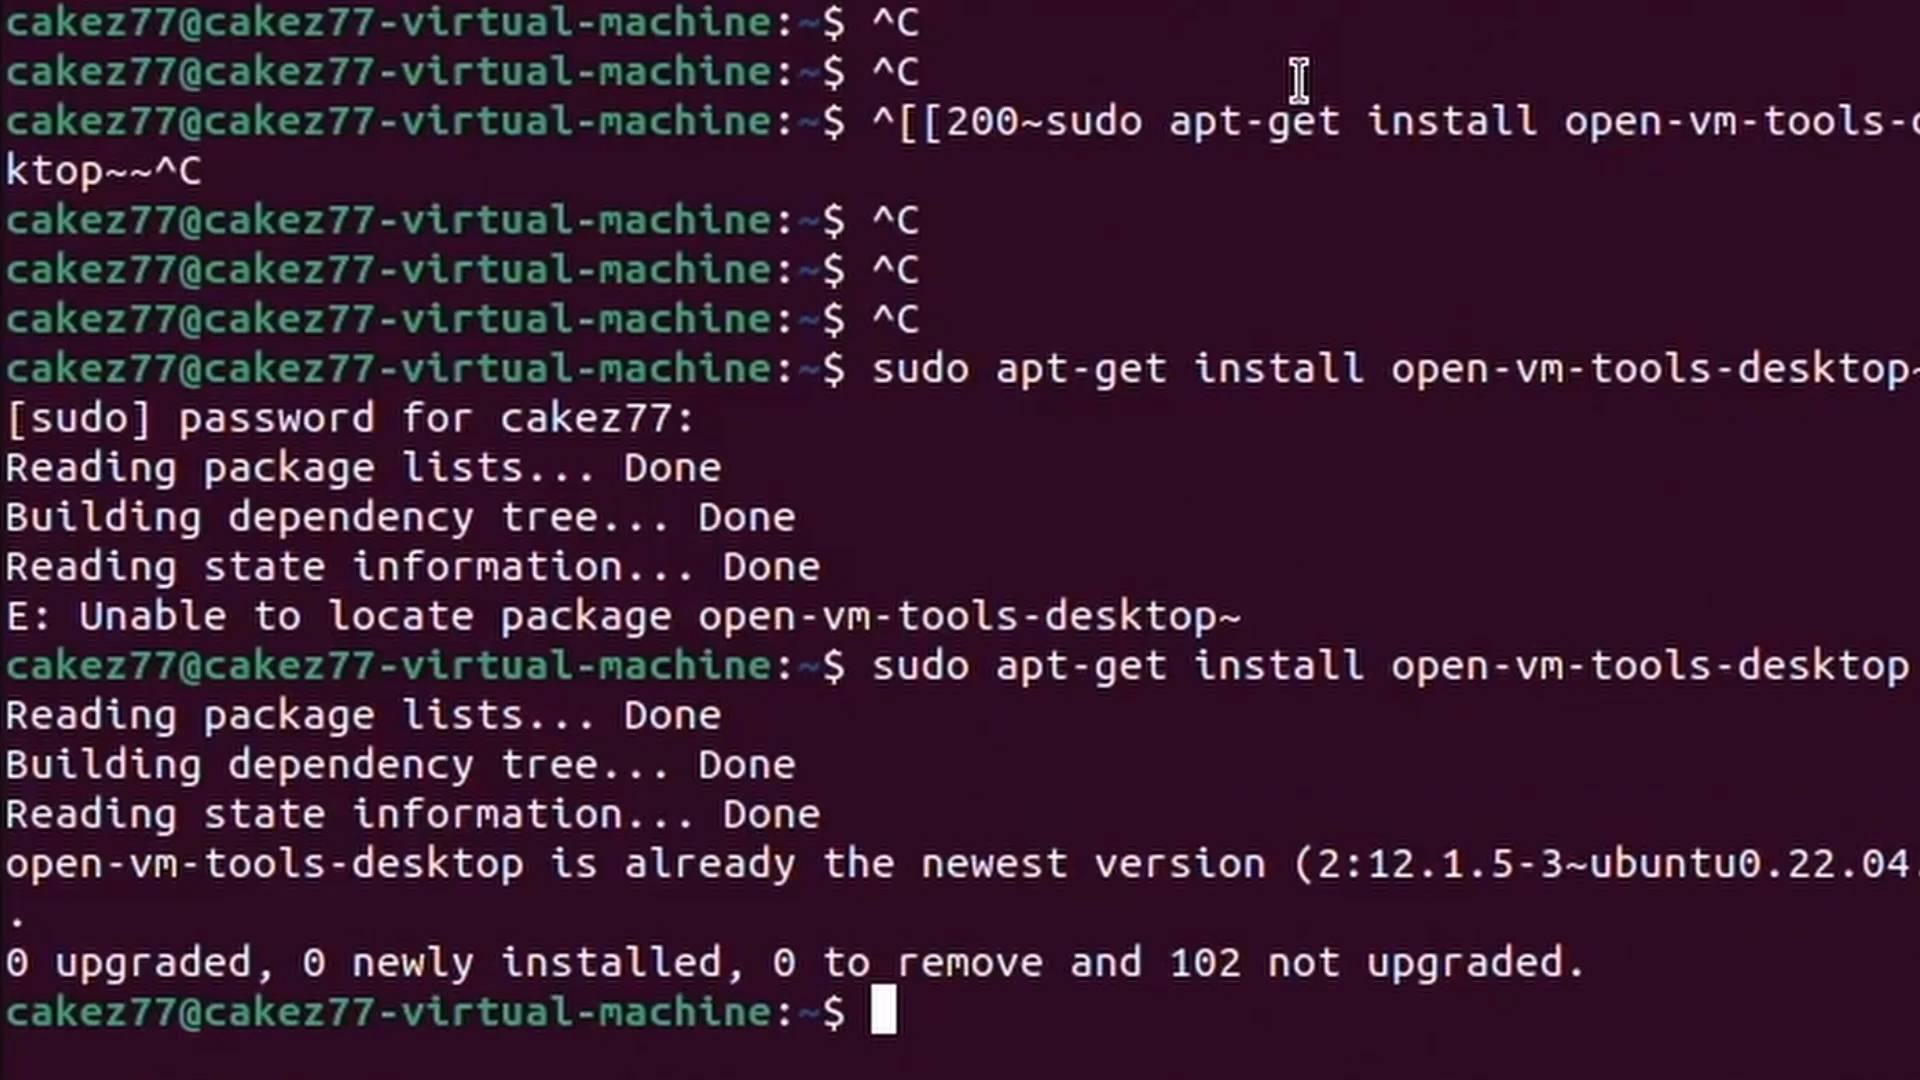 cakez77@cakez77-virtual-machine:~$ ^C
cakez77@cakez77-virtual-machine:~$ ^C
cakez77@cakez77-virtual-machine:~$ ^[[200~sudo apt-get install open-vm-tools-
ktop~~^C
cakez77@cakez77-virtual-machine:~$ ^C
cakez77@cakez77-virtual-machine:~$ ^C
cakez77@cakez77-virtual-machine:~$ ^C
cakez77@cakez77-virtual-machine:~$ sudo apt-get install open-vm-tools-desktop~
[sudo] password for cakez77:
Reading package lists... Done
Building dependency tree... Done
Reading state information... Done
E: Unable to locate package open-vm-tools-desktop~
cakez77@cakez77-virtual-machine:~$ sudo apt-get install open-vm-tools-desktop
Reading package lists... Done
Building dependency tree... Done
Reading state information... Done
open-vm-tools-desktop is already the newest version (2:12.1.5-3~ubuntu0.22.04.
.
0 upgraded, 0 newly installed, 0 to remove and 102 not upgraded.
cakez77@cakez77-virtual-machine:~$